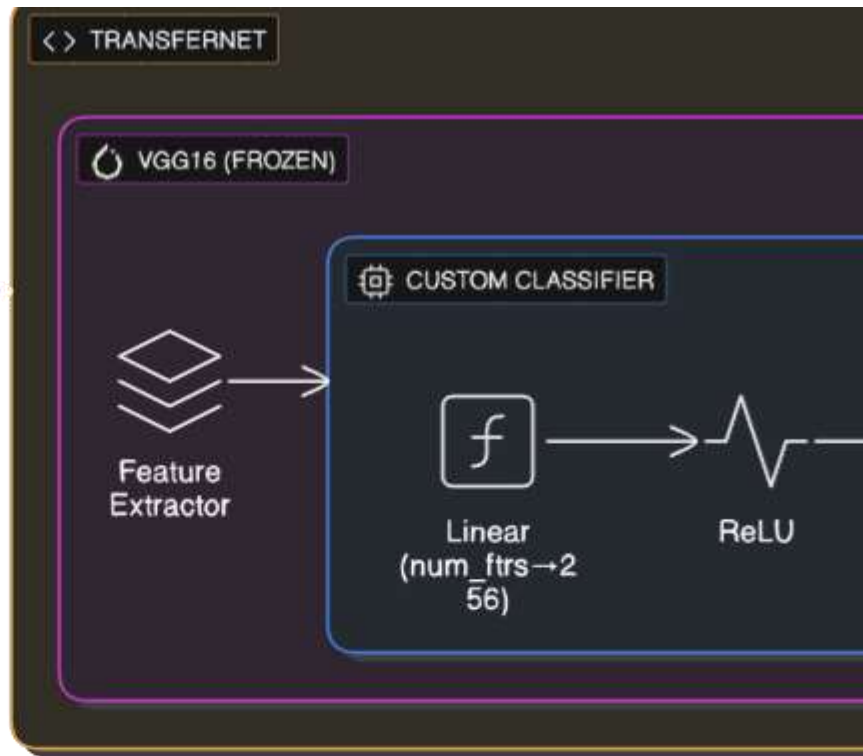 <> TRANSFERNET
VGG16 (FROZEN)
CUSTOM CLASSIFIER
Feature
Extractor
Linear
(num_ftrs→2
56)
ReLU